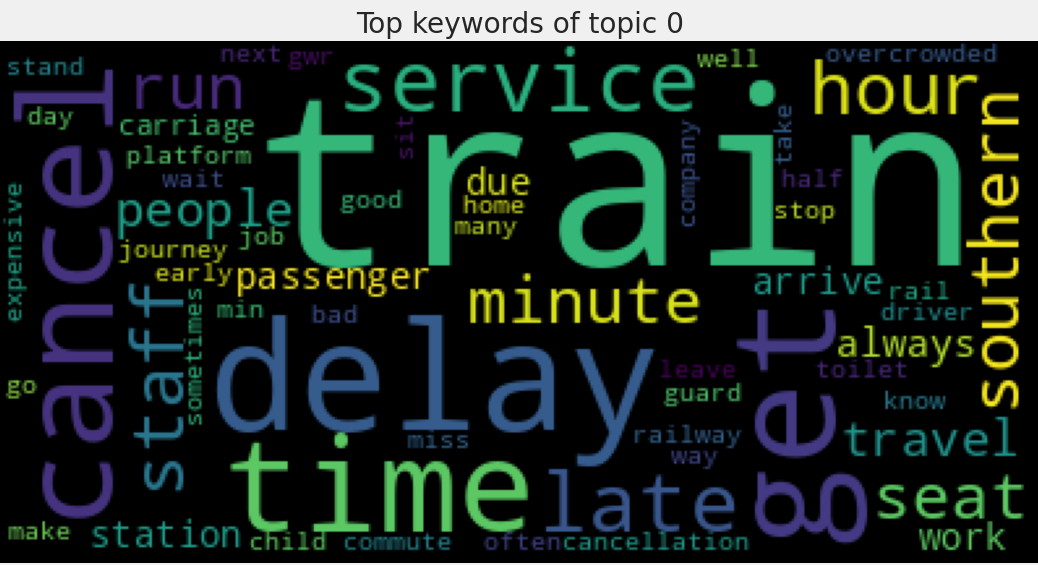 Top keywords of topic 0
stand
next
gwr
well
overcrowded
cancel
run
service
hour
day
carriage
sit
train
company
take
southern
platform
wait
half
expensive
people
good
due
home
many
stop
job
journey
early
passenger
arrive
rail
staff
sometimes
min
bad
minute
driver
delay
get
always
go
leave
toilet
guard
know
miss
railway
way
travel
time
late
seat
make
station
child
commute
often
cancellation
work